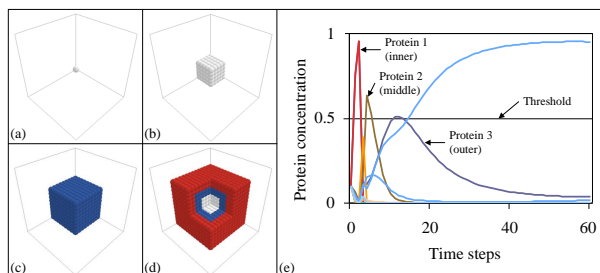 (a)
(b)
(c)
(d)
(e)
Protein concentration
1
0.5
0
Protein 1
(inner)
Protein 2
(middle)
Threshold
Protein 3
(outer)
0
20
40
60
Time steps